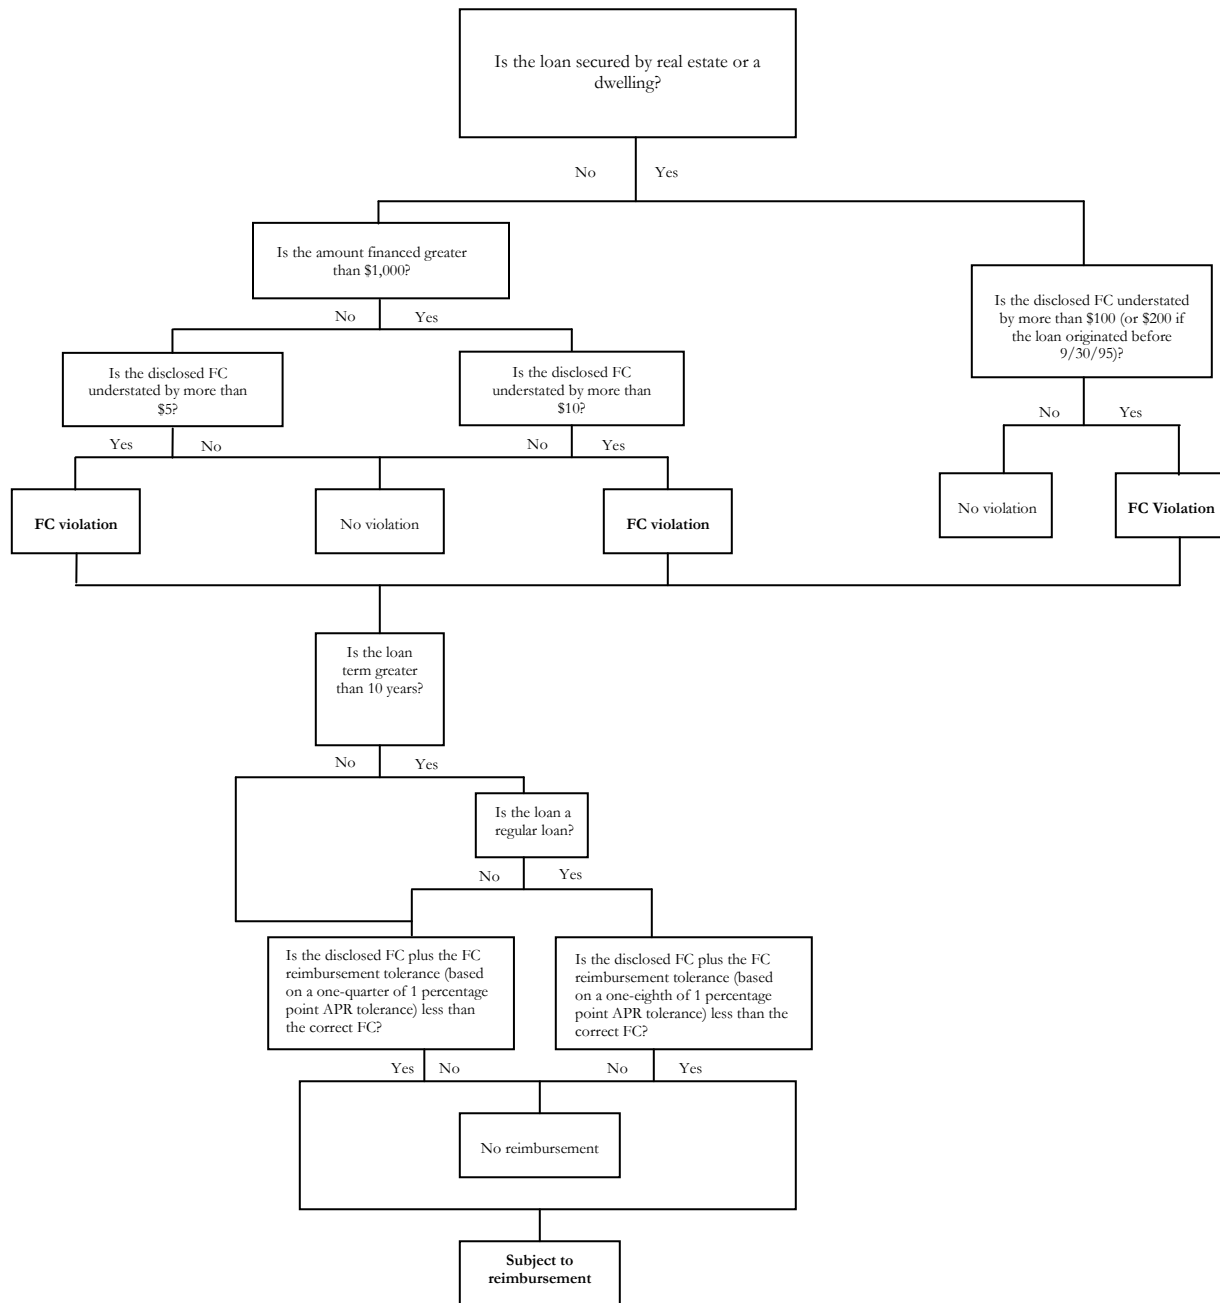 Is the loan secured by real estate or a
dwelling?
No
Yes
Is the amount financed greater
than $1,000?
Is the disclosed FC understated
by more than $100 (or $200 if
the loan originated before
9/30/95)?
No
Yes
Is the disclosed FC
understated by more than
$5?
Is the disclosed FC
understated by more than
$10?
No
Yes
Yes
No
No
Yes
FC violation
No violation
FC violation
No violation
FC Violation
Is the loan
term greater
than 10 years?
No
Yes
Is the loan a
regular loan?
No
Yes
Is the disclosed FC plus the FC
reimbursement tolerance (based
on a one-quarter of 1 percentage
point APR tolerance) less than
the correct FC?
Is the disclosed FC plus the FC
reimbursement tolerance (based
on a one-eighth of 1 percentage
point APR tolerance) less than the
correct FC?
Yes
No
No
Yes
No reimbursement
Subject to
reimbursement